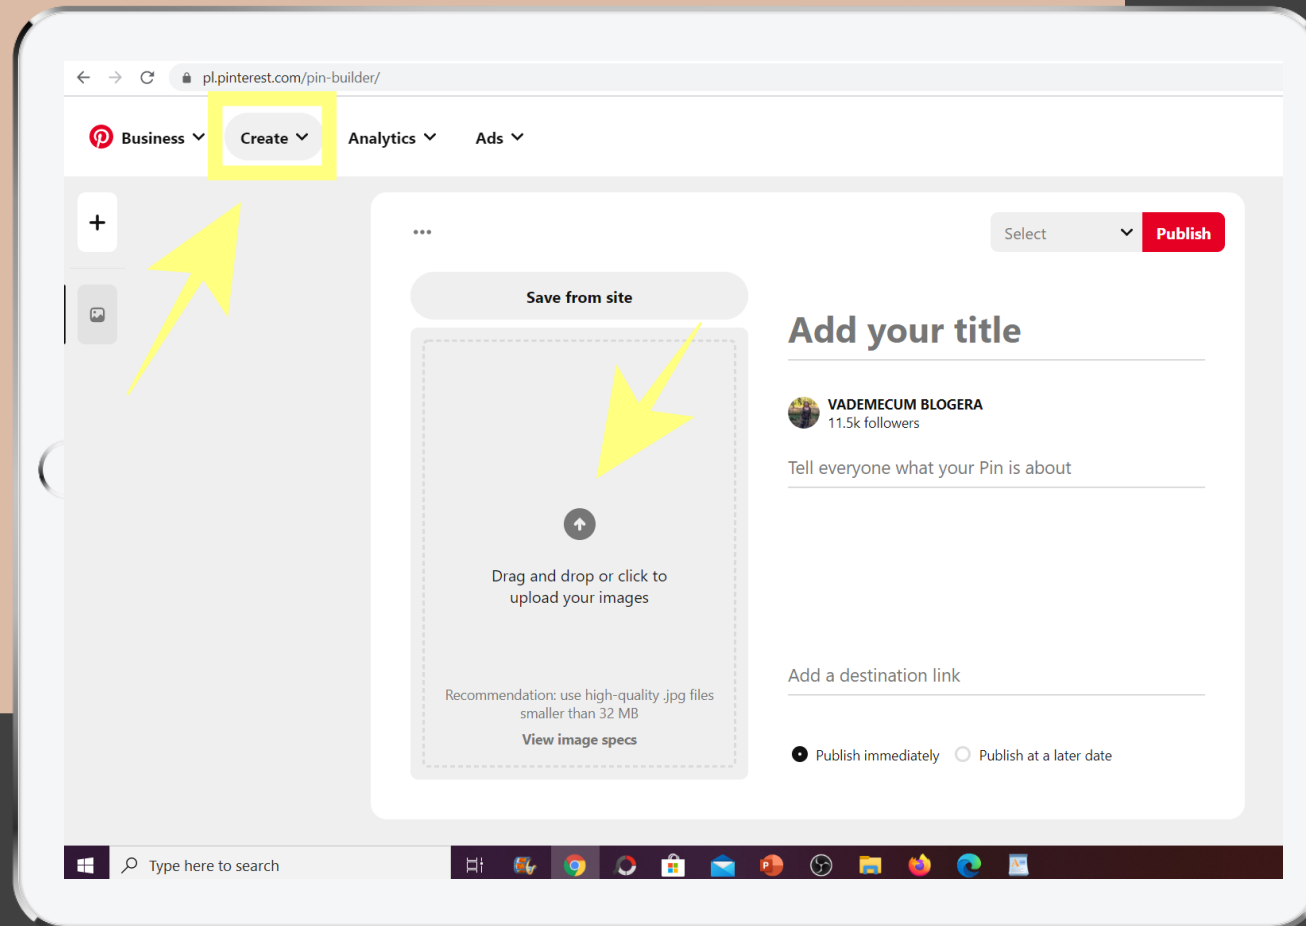 pl.pinterest.com/pin-builder/
Business Create Analytics Ads
Select Publish
Save from site
Add your title
VADEMECUM BLOGERA
11.5k followers
Tell everyone what your Pin is about
Drag and drop or click to
upload your images
Add a destination link
Recommendation: use high-quality .jpg files
smaller than 32 MB
View image specs
Publish immediately Publish at a later date
Type here to search